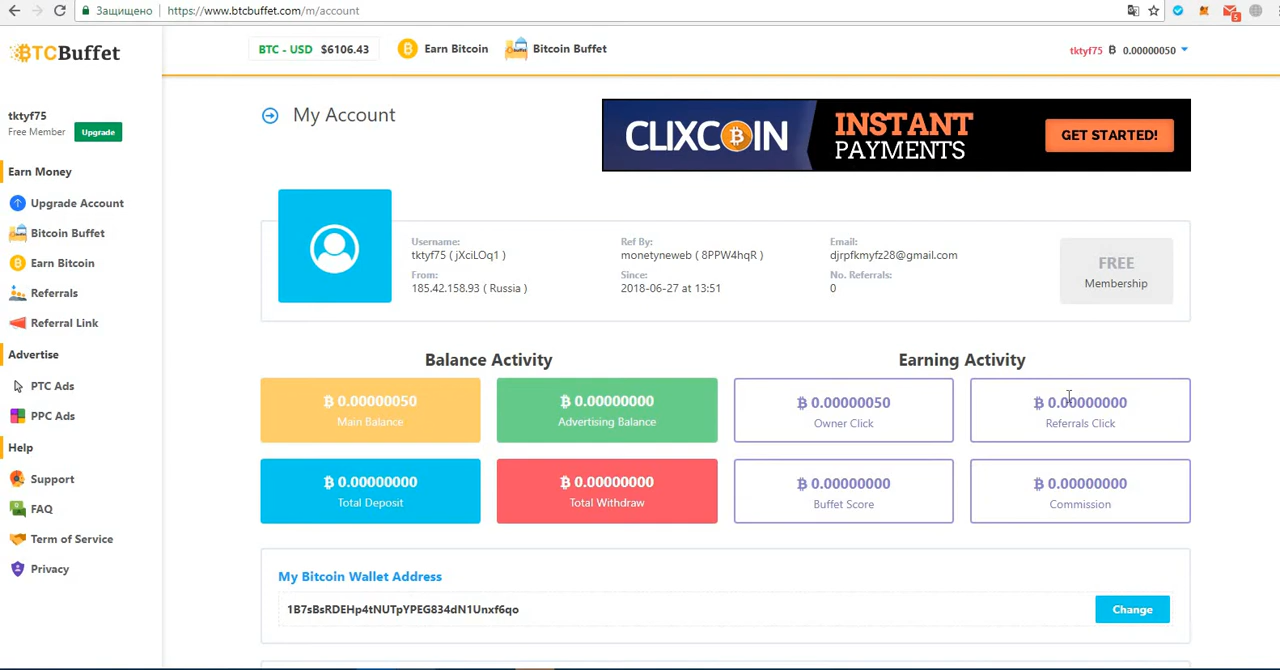 Защищено https://www.btcbuffet.com/m/account
5
BTCBuffet
BTC - USD $6106.43 Earn Bitcoin Bitcoin Buffet
tktyf75 Ƀ 0.00000050
tktyf75
Free Member Upgrade
Earn Money
Upgrade Account
Bitcoin Buffet
Earn Bitcoin
Referrals
Referral Link
Advertise
PTC Ads
PPC Ads
Help
Support
FAQ
Term of Service
Privacy
My Account
CLIXCOIN
INSTANT
PAYMENTS
GET STARTED!
Username:
tktyf75 ( jXciLOq1 )
From:
185.42.158.93 ( Russia )
Ref By:
monetyneweb ( 8PPW4hqR )
Since:
2018-06-27 at 13:51
Email:
djrpfkmyfz28@gmail.com
No. Referrals:
0
FREE
Membership
Balance Activity
₿ 0.00000050
Main Balance
₿ 0.00000000
Advertising Balance
₿ 0.00000000
Total Deposit
₿ 0.00000000
Total Withdraw
Earning Activity
₿ 0.00000050
Owner Click
₿ 0.00000000
Referrals Click
₿ 0.00000000
Buffet Score
₿ 0.00000000
Commission
My Bitcoin Wallet Address
1B7sBsRDEHp4tNUTpYPEG834dN1Unxf6qo
Change